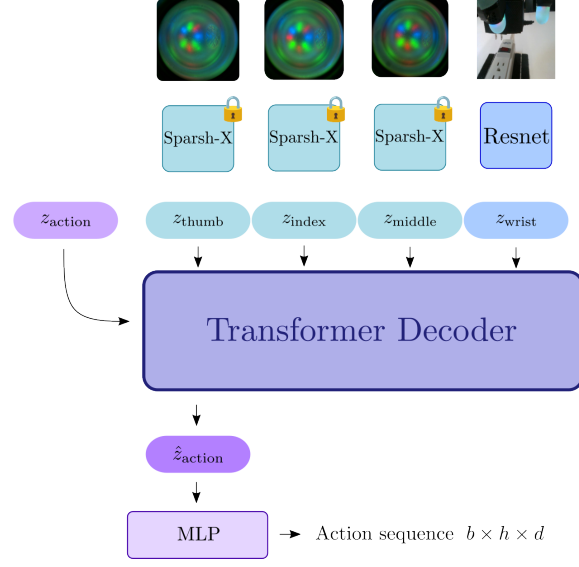 Sparsh-X Sparsh-X Sparsh-X Resnet
z_action z_thumb z_index z_middle z_wrist
Transformer Decoder
ẑ_action
MLP Action sequence b × h × d